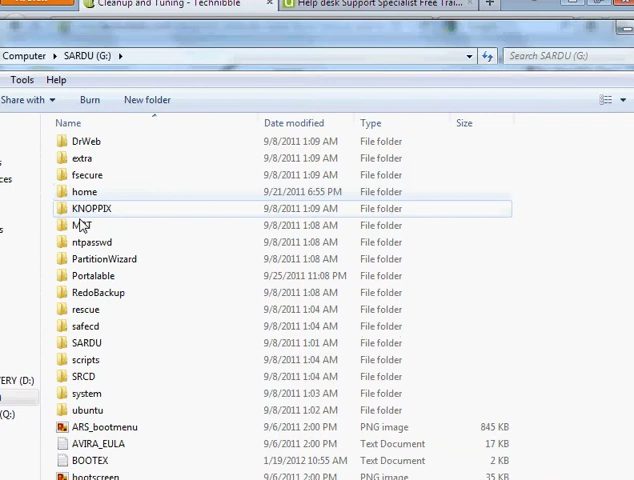 Cleanup and Tuning - Technibble
Help desk Support Specialist Free Trai...
Computer ▸ SARDU (G:) ▸
Search SARDU (G:)
Tools Help
Share with Burn New folder
Name Date modified Type Size
DrWeb 9/8/2011 1:09 AM File folder
extra 9/8/2011 1:09 AM File folder
fsecure 9/8/2011 1:09 AM File folder
home 9/21/2011 6:55 PM File folder
KNOPPIX 9/8/2011 1:09 AM File folder
9/8/2011 1:08 AM File folder
ntpasswd 9/8/2011 1:08 AM File folder
PartitionWizard 9/8/2011 1:08 AM File folder
Portalable 9/25/2011 11:08 PM File folder
RedoBackup 9/8/2011 1:08 AM File folder
rescue 9/8/2011 1:04 AM File folder
safecd 9/8/2011 1:04 AM File folder
SARDU 9/8/2011 1:01 AM File folder
scripts 9/8/2011 1:04 AM File folder
SRCD 9/8/2011 1:04 AM File folder
system 9/8/2011 1:03 AM File folder
ubuntu 9/8/2011 1:02 AM File folder
ARS_bootmenu 9/6/2011 2:00 PM PNG image 845 KB
AVIRA_EULA 9/6/2011 2:00 PM Text Document 17 KB
BOOTEX 1/19/2012 10:55 AM Text Document 2 KB
bootscreen 9/6/2011 2:00 PM PNG image 35 KB
ces
ERY (D:)
(Q:)